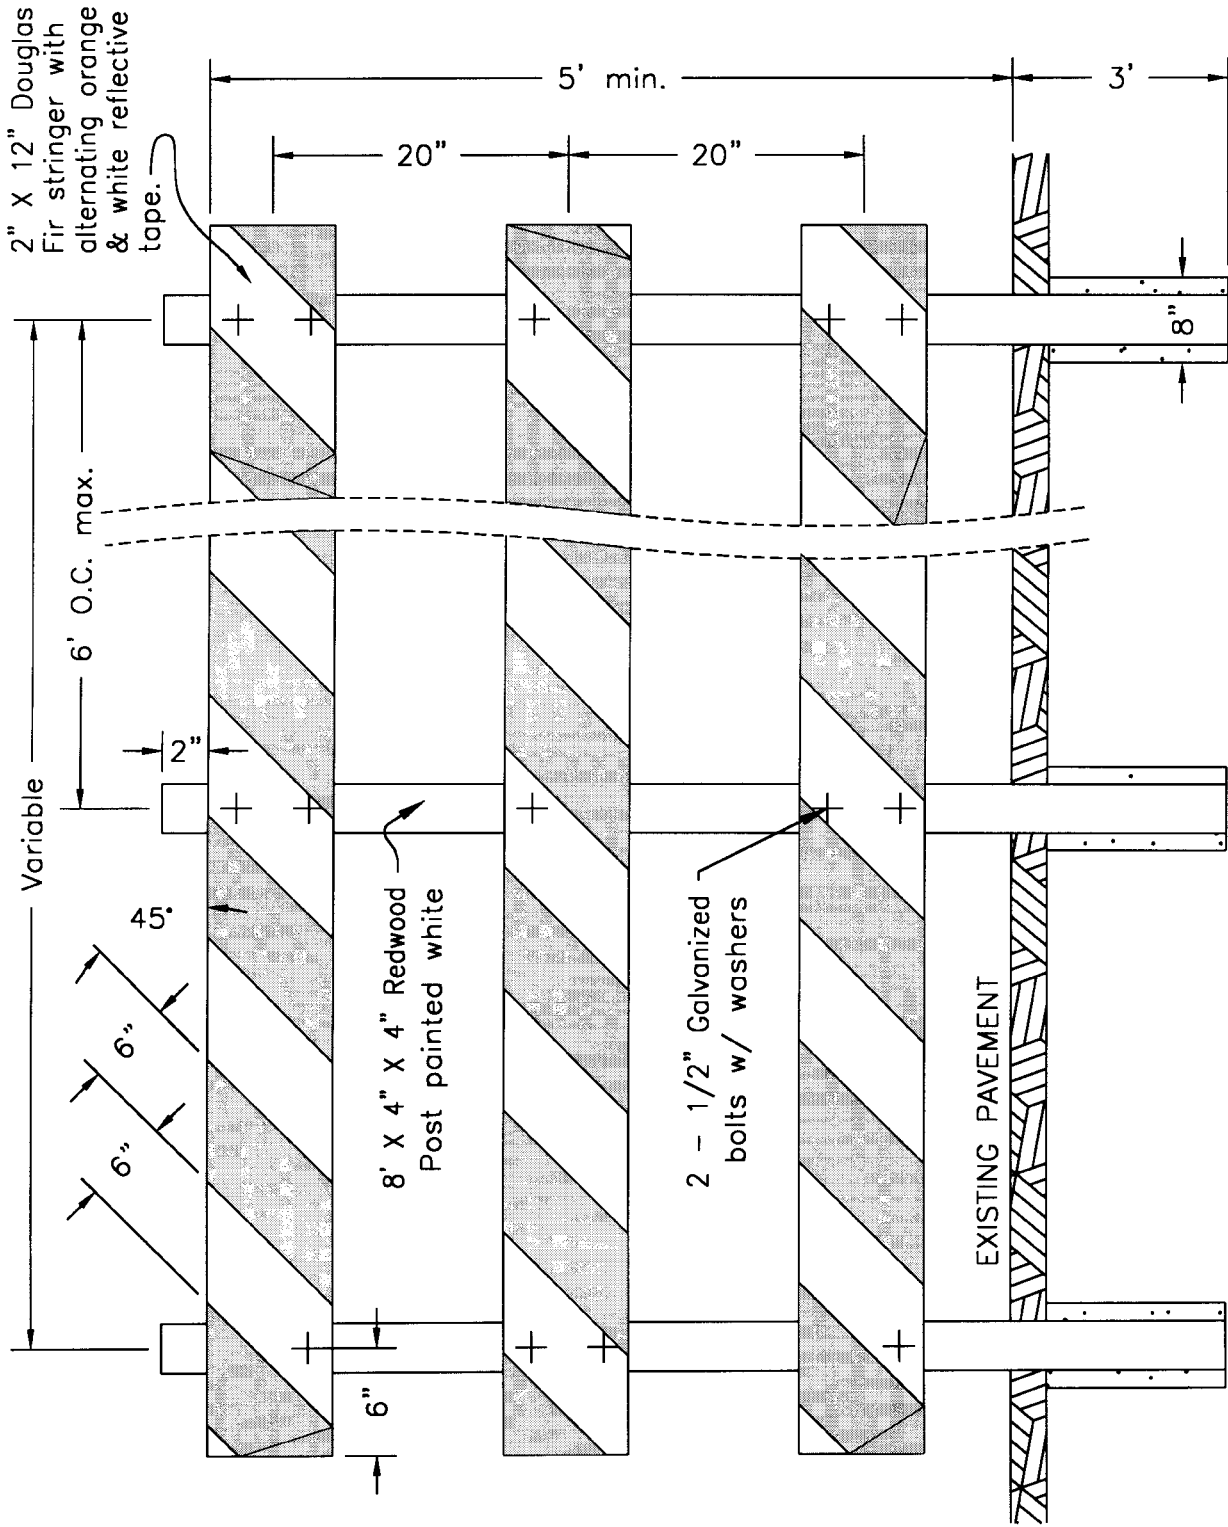 2" X 12" Douglas
Fir stringer with
alternating orange
& white reflective
tape.
5' min.
3'
20"
20"
Variable
6' O.C. max.
2"
8"
45°
6"
6"
8' X 4" X 4" Redwood
Post painted white
2 - 1/2" Galvanized
bolts w/ washers
EXISTING PAVEMENT
6"